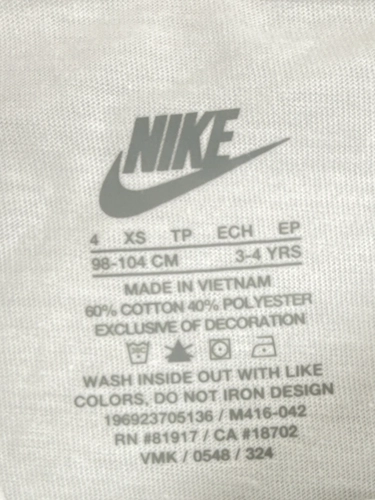 NIKE
4 XS TP ECH EP
98-104 CM 3-4 YRS
MADE IN VIETNAM
60% COTTON 40% POLYESTER
EXCLUSIVE OF DECORATION
WASH INSIDE OUT WITH LIKE
COLORS, DO NOT IRON DESIGN
196923705136 / M416-042
RN #81917 / CA #18702
VMK / 0548 / 324